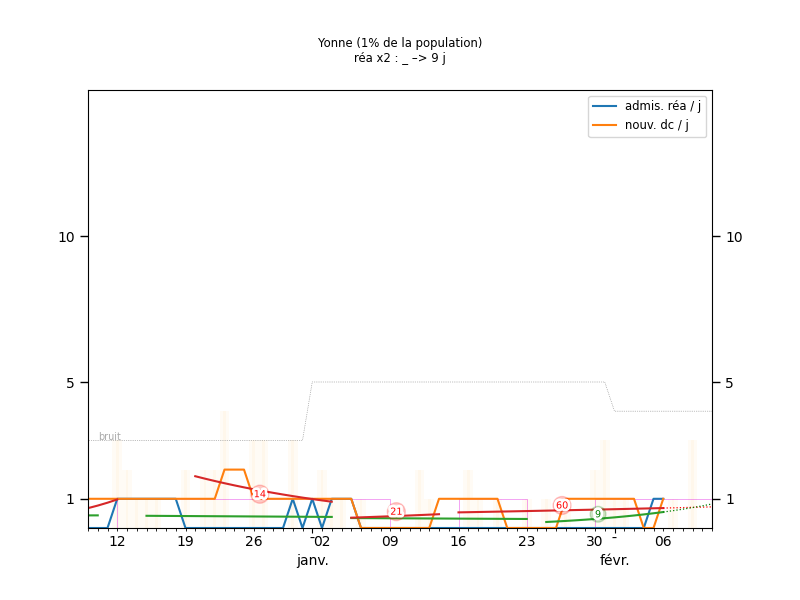 Yonne (1% de la population)
réa x2 : _ –> 9 j
admis. réa / j
nouv. dc / j
10 10
5 5
bruit
-14
21
60
9
1 1
12 19 26 02 09 16 23 30 06
janv. févr.